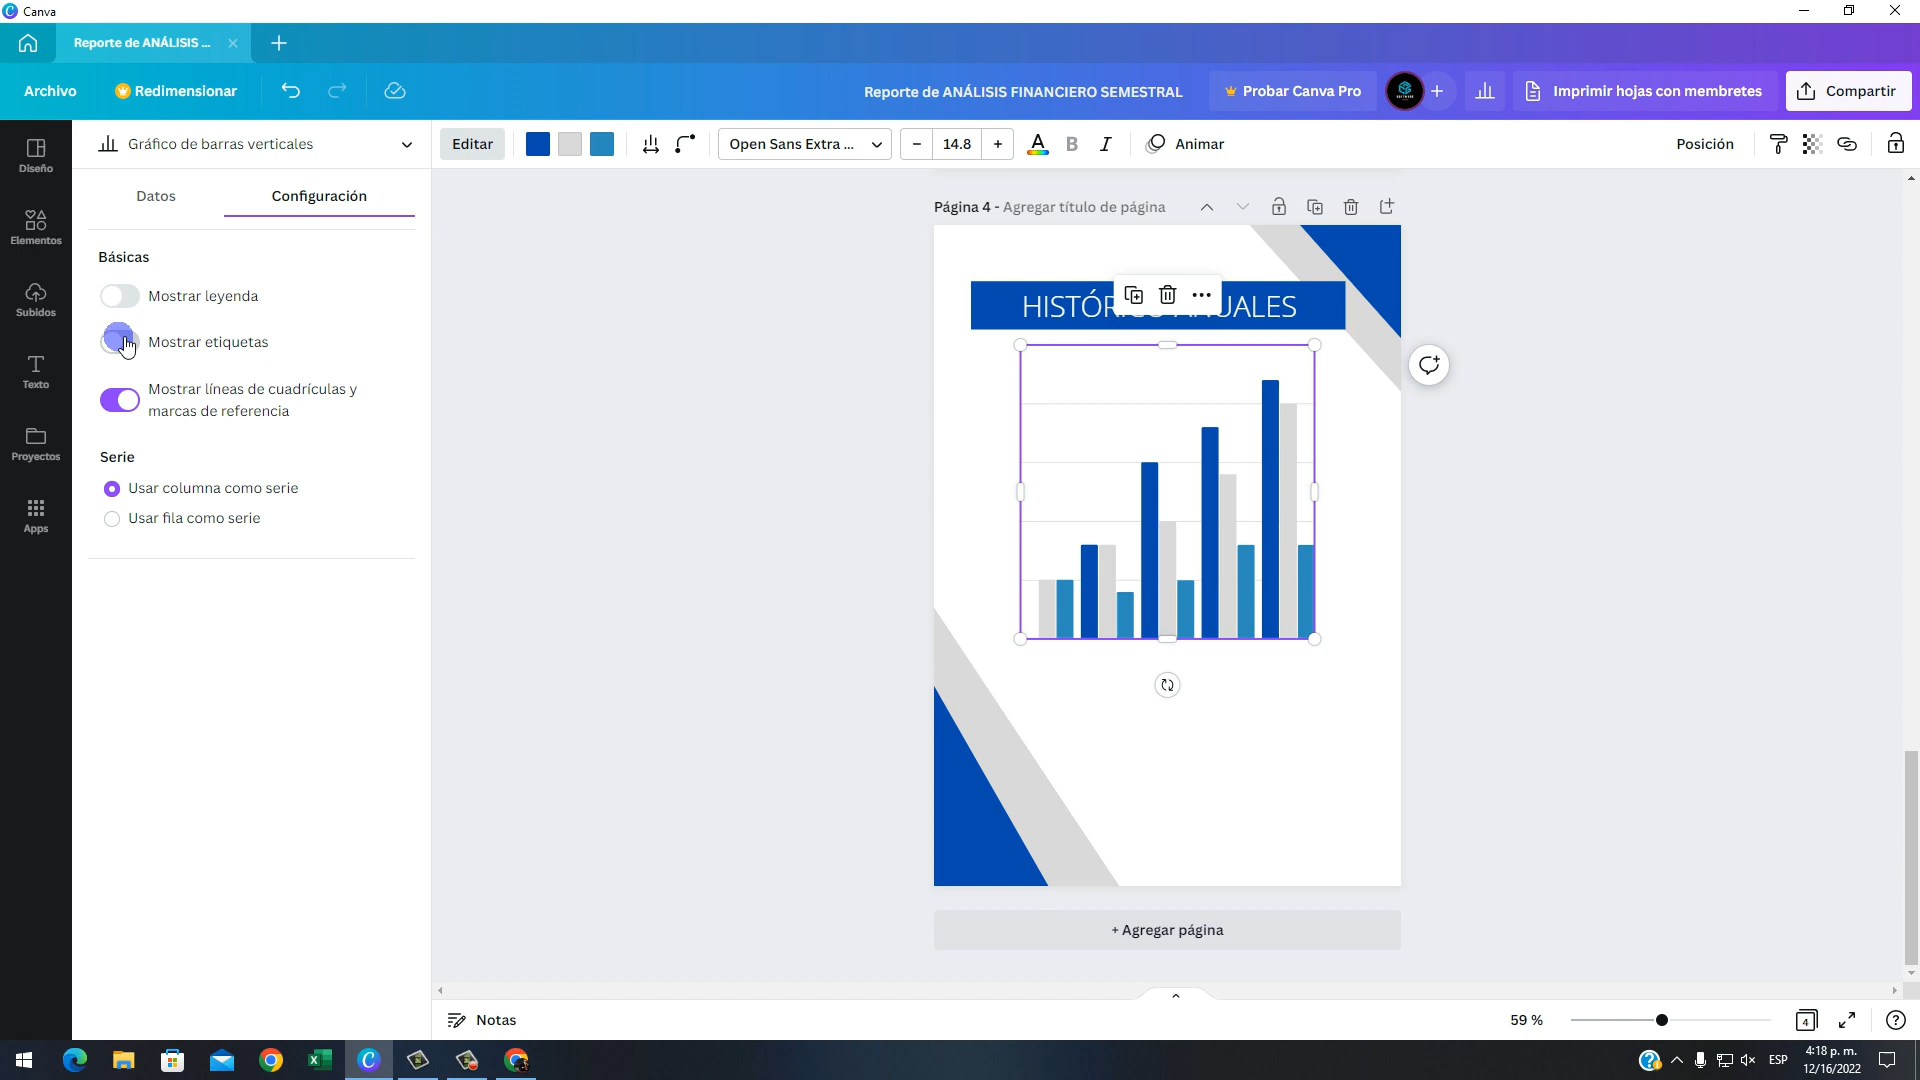 Canva
Reporte de ANÁLISIS ...
Archivo
Redimensionar
Reporte de ANÁLISIS FINANCIERO SEMESTRAL
Probar Canva Pro
Imprimir hojas con membretes
Compartir
Diseño
Elementos
Subidos
Texto
Proyectos
Apps
Gráfico de barras verticales
Datos
Configuración
Básicas
Mostrar leyenda
Mostrar etiquetas
Mostrar líneas de cuadrículas y
marcas de referencia
Serie
Usar columna como serie
Usar fila como serie
Editar
Open Sans Extra ...
14.8
Animar
Posición
Página 4 - Agregar título de página
+ Agregar página
Notas
59 %
4
ESP
4:18 p. m.
12/16/2022